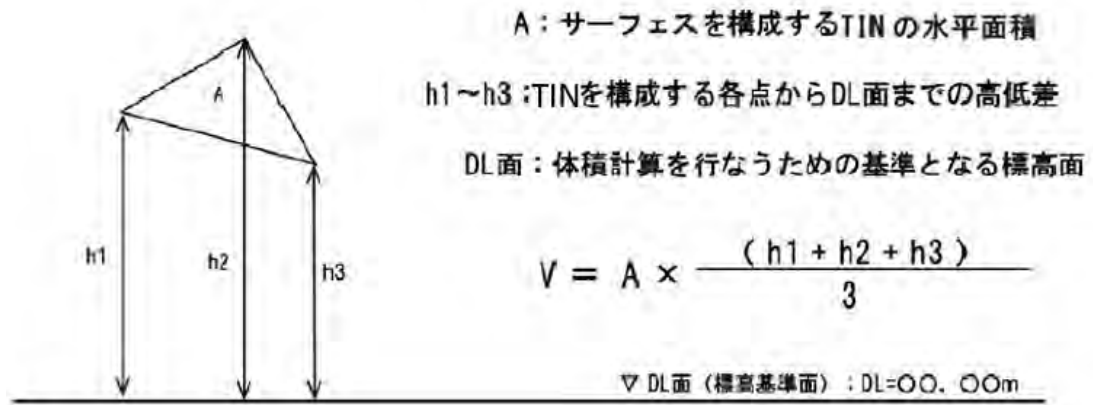 A：サーフェスを構成するTINの水平面積
h1～h3：TINを構成する各点からDL面までの高低差
DL面：体積計算を行なうための基準となる標高面
A
h1
h2
h3
V = A × (h1 + h2 + h3) / 3
▽ DL面（標高基準面）：DL=〇〇．〇〇m